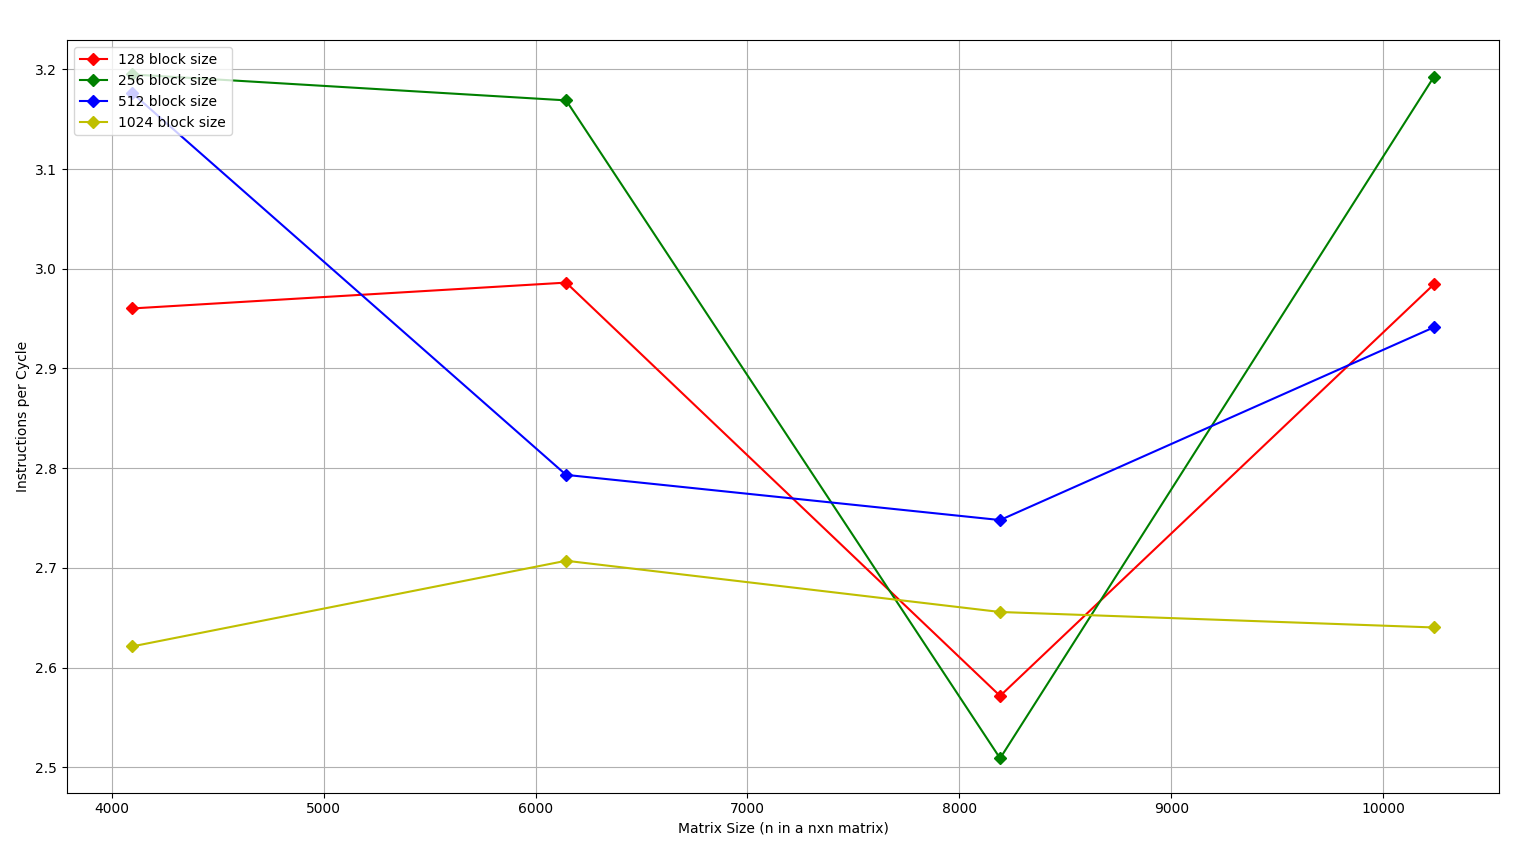 128 block size
256 block size
512 block size
1024 block size
3.2
3.1
3.0
2.9
2.8
2.7
2.6
2.5
Instructions per Cycle
4000 5000 6000 7000 8000 9000 10000
Matrix Size (n in a nxn matrix)